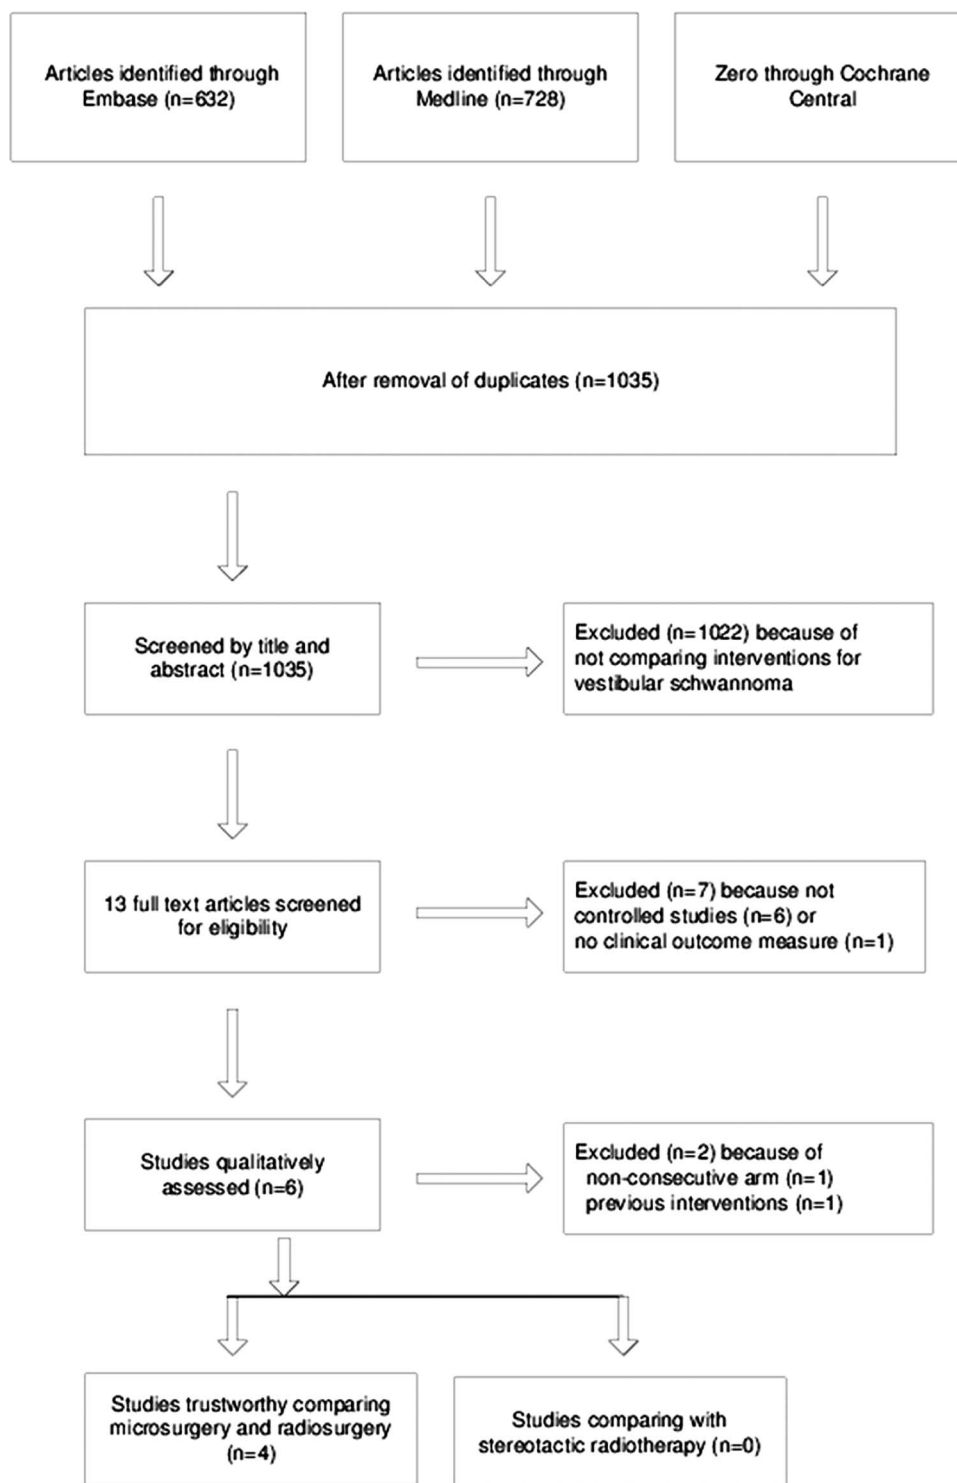 Articles identified through
Embase (n=632)
Articles identified through
Medline (n=728)
Zero through Cochrane
Central
After removal of duplicates (n=1035)
Screened by title and
abstract (n=1035)
Excluded (n=1022) because of
not comparing interventions for
vestibular schwannoma
13 full text articles screened
for eligibility
Excluded (n=7) because not
controlled studies (n=6) or
no clinical outcome measure (n=1)
Studies qualitatively
assessed (n=6)
Excluded (n=2) because of
non-consecutive arm (n=1)
previous interventions (n=1)
Studies trustworthy comparing
microsurgery and radiosurgery
(n=4)
Studies comparing with
stereotactic radiotherapy (n=0)